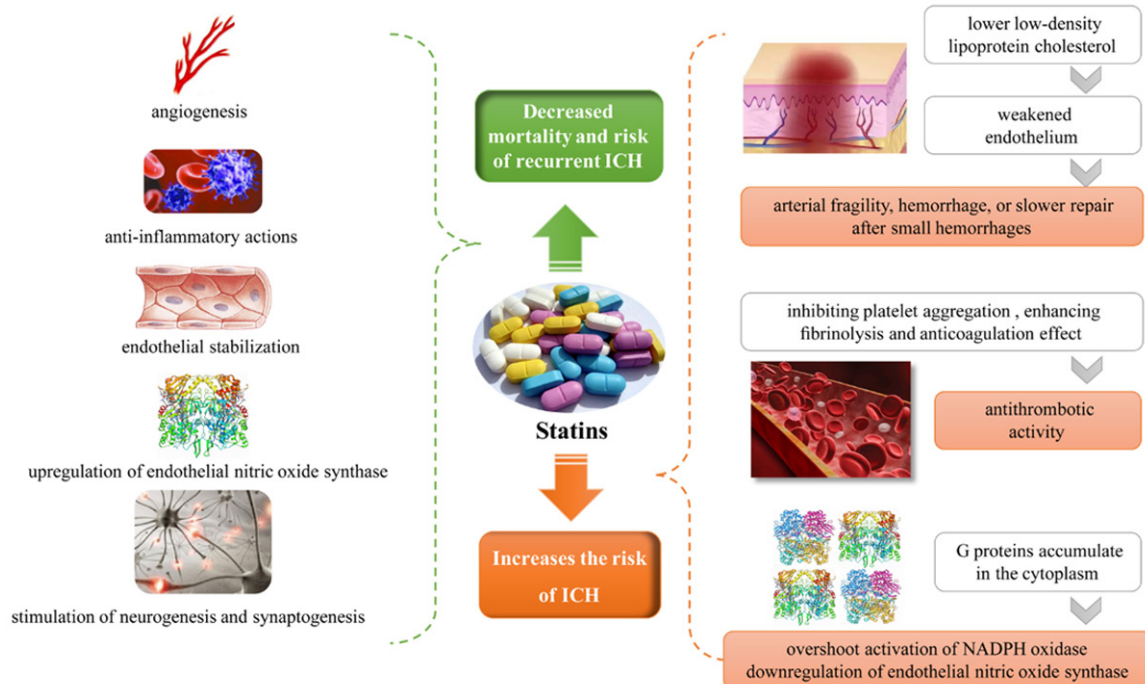 angiogenesis
anti-inflammatory actions
endothelial stabilization
upregulation of endothelial nitric oxide synthase
stimulation of neurogenesis and synaptogenesis
Decreased
mortality and risk
of recurrent ICH
Statins
Increases the risk
of ICH
lower low-density
lipoprotein cholesterol
weakened
endothelium
arterial fragility, hemorrhage, or slower repair
after small hemorrhages
inhibiting platelet aggregation , enhancing
fibrinolysis and anticoagulation effect
antithrombotic
activity
G proteins accumulate
in the cytoplasm
overshoot activation of NADPH oxidase
downregulation of endothelial nitric oxide synthase